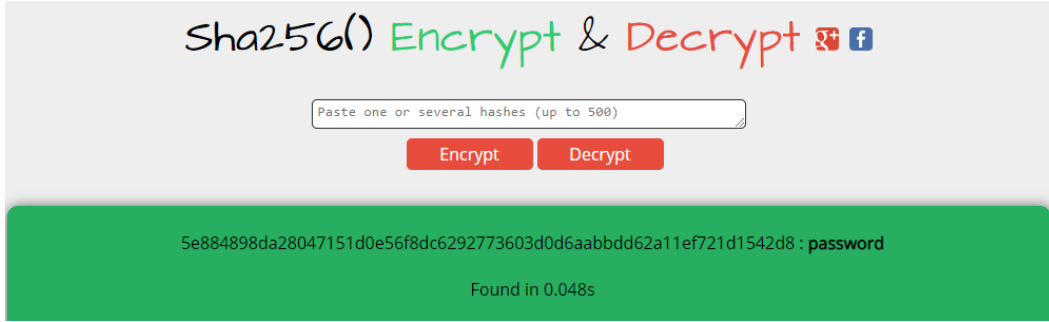 Sha256() Encrypt & Decrypt g+ f
Paste one or several hashes (up to 500)
Encrypt Decrypt
5e884898da28047151d0e56f8dc6292773603d0d6aabbdd62a11ef721d1542d8 : password
Found in 0.048s